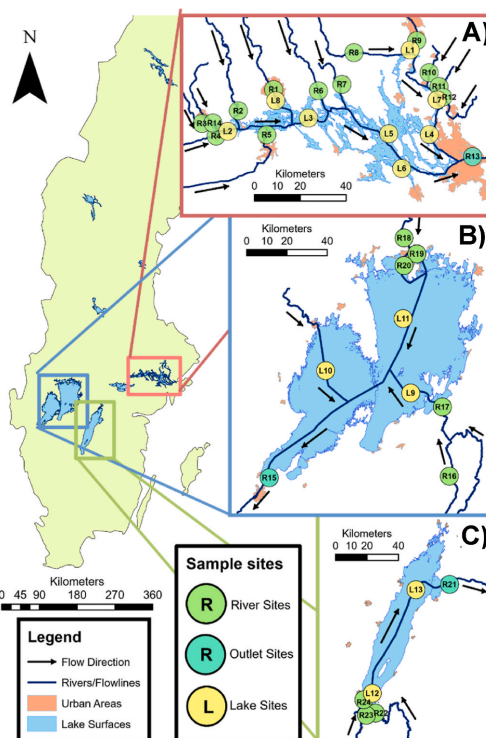 A)
R9
L1
R8
R10
R11
R12
L7
R1
L8
R6
R7
R2
L3
R3
R14
R4
L2
R5
L5
L4
R13
L6
Kilometers
0 10 20 40
B)
Kilometers
0 10 20 40
R18
R19
R20
L11
L10
L9
R17
R15
R16
C)
Kilometers
0 10 20 40
L13
R21
L12
R24
R23
R22
Kilometers
0 45 90 180 270 360
Legend
Flow Direction
Rivers/Flowlines
Urban Areas
Lake Surfaces
Sample sites
R River Sites
R Outlet Sites
L Lake Sites
N